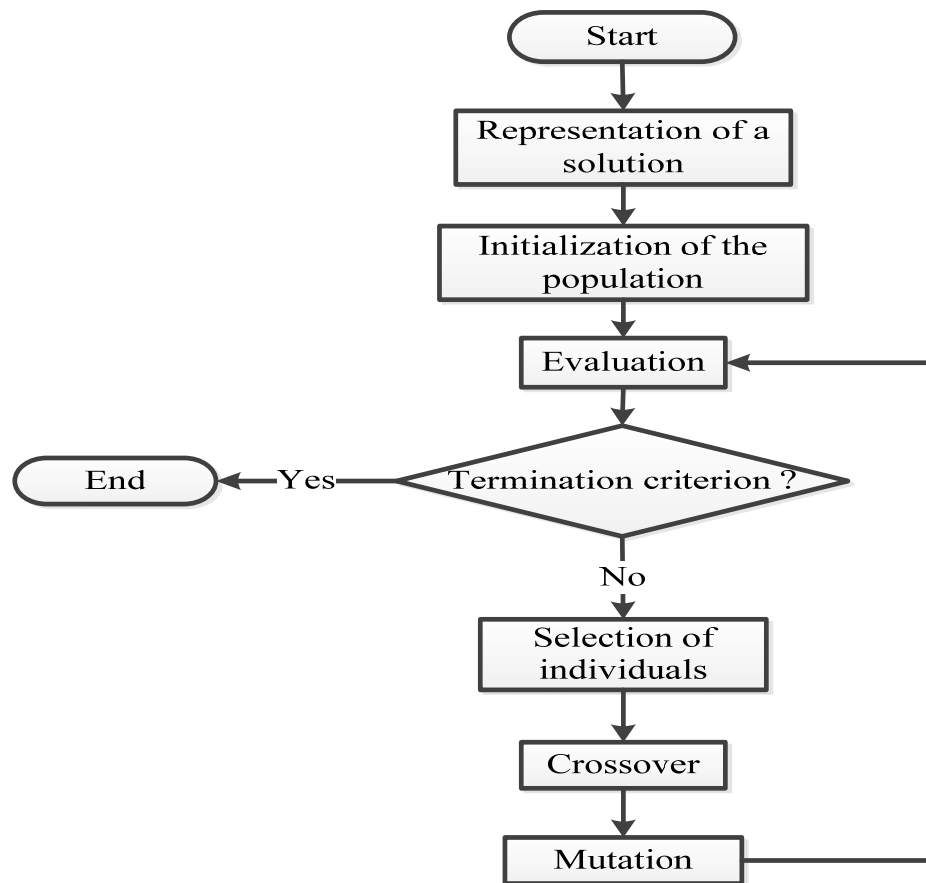 Start
Representation of a
solution
Initialization of the
population
Evaluation
Termination criterion ?
Yes
End
No
Selection of
individuals
Crossover
Mutation